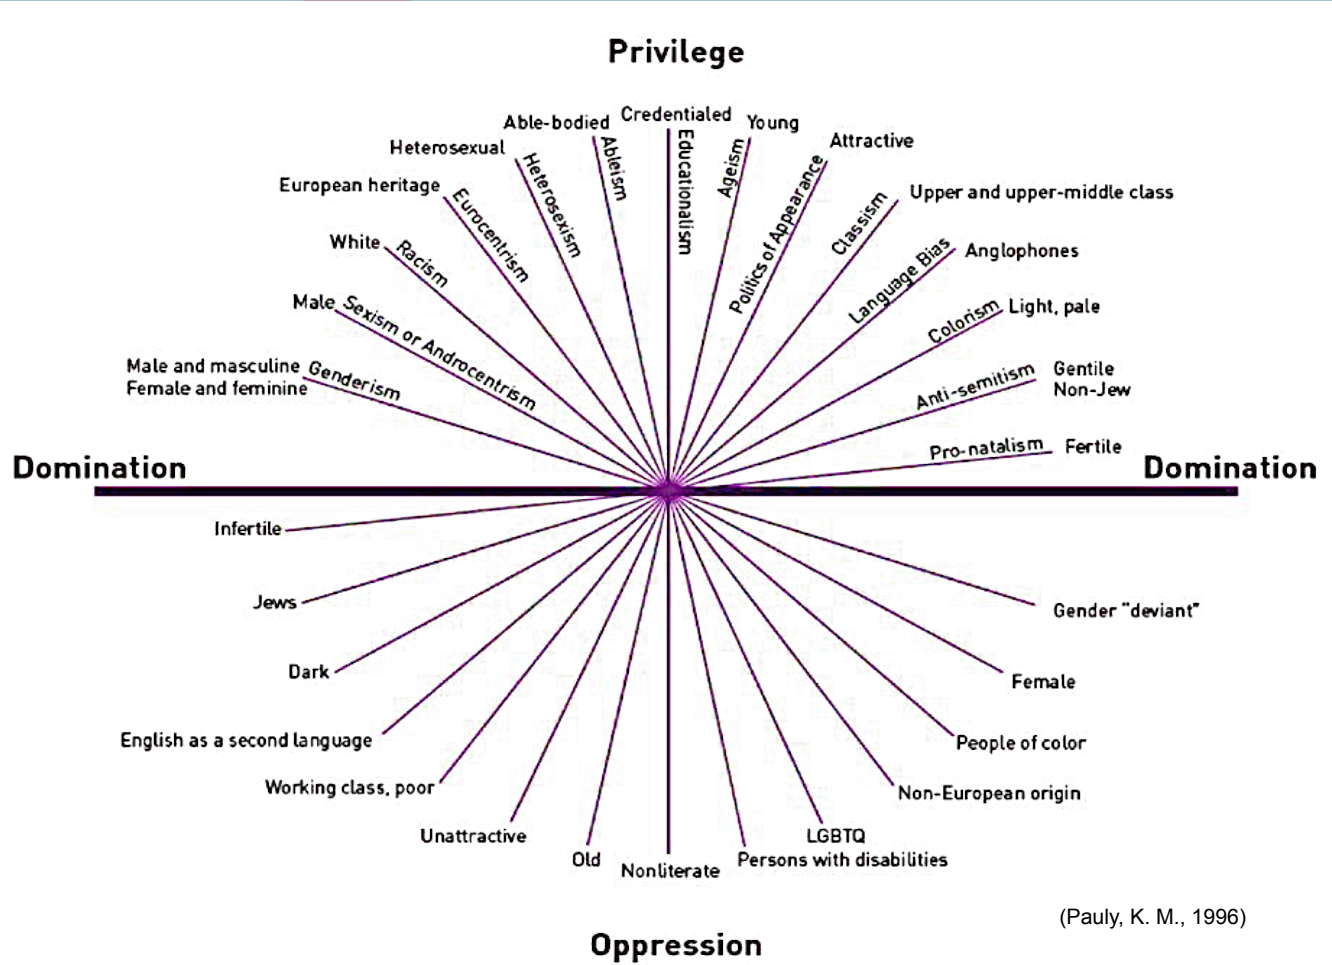 Privilege
Credentialed
Able-bodied
Young
Heterosexual
Attractive
European heritage
Upper and upper-middle class
White
Anglophones
Male
Light, pale
Male and masculine
Female and feminine
Gentile
Non-Jew
Fertile
Genderism
Sexism or Androcentrism
Racism
Eurocentrism
Heterosexism
Ableism
Educationalism
Ageism
Politics of Appearance
Classism
Language Bias
Colorism
Anti-semitism
Pro-natalism
Domination
Domination
Infertile
Jews
Gender "deviant"
Dark
Female
English as a second language
People of color
Working class, poor
Non-European origin
Unattractive
LGBTQ
Old
Persons with disabilities
Nonliterate
(Pauly, K. M., 1996)
Oppression